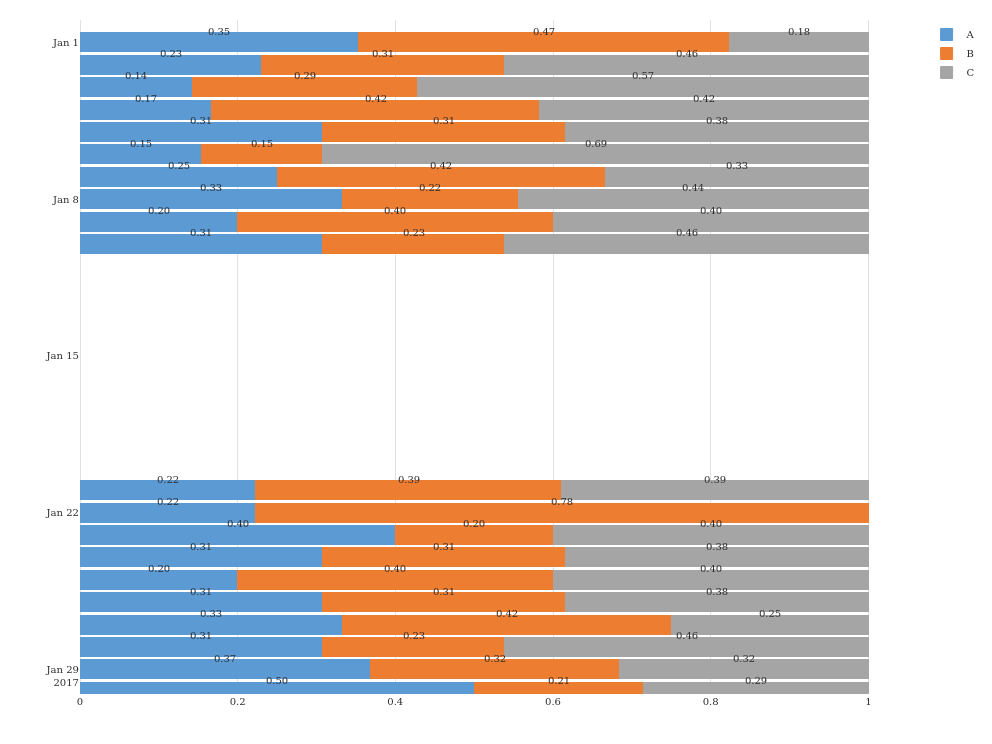 0.35 0.47 0.18 A
Jan 1
0.23 0.31 0.46 B
0.14 0.29 0.57 C
0.17 0.42 0.42
0.31 0.31 0.38
0.15 0.15 0.69
0.25 0.42 0.33
0.33 0.22 0.44
Jan 8
0.20 0.40 0.40
0.31 0.23 0.46
Jan 15
0.22 0.39 0.39
0.22 0.78
Jan 22
0.40 0.20 0.40
0.31 0.31 0.38
0.20 0.40 0.40
0.31 0.31 0.38
0.33 0.42 0.25
0.31 0.23 0.46
0.37 0.32 0.32
Jan 29
2017 0.50 0.21 0.29
0 0.2 0.4 0.6 0.8 1